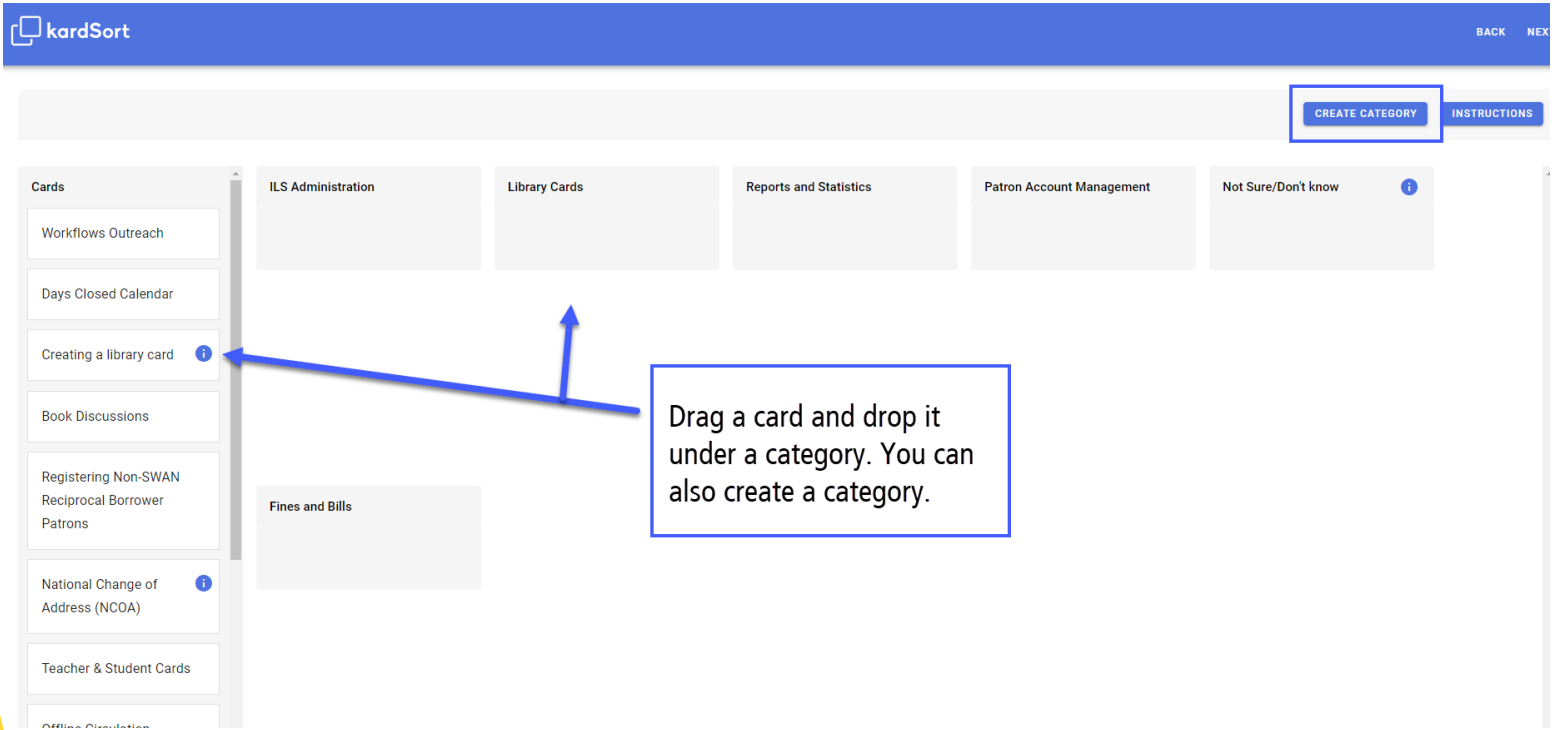 kardSort
BACK
NEX
CREATE CATEGORY
INSTRUCTIONS
Cards
Workflows Outreach
Days Closed Calendar
Creating a library card
Book Discussions
Registering Non-SWAN
Reciprocal Borrower
Patrons
National Change of
Address (NCOA)
Teacher & Student Cards
Offline Circulation
ILS Administration
Library Cards
Reports and Statistics
Patron Account Management
Not Sure/Don't know
Fines and Bills
Drag a card and drop it
under a category. You can
also create a category.